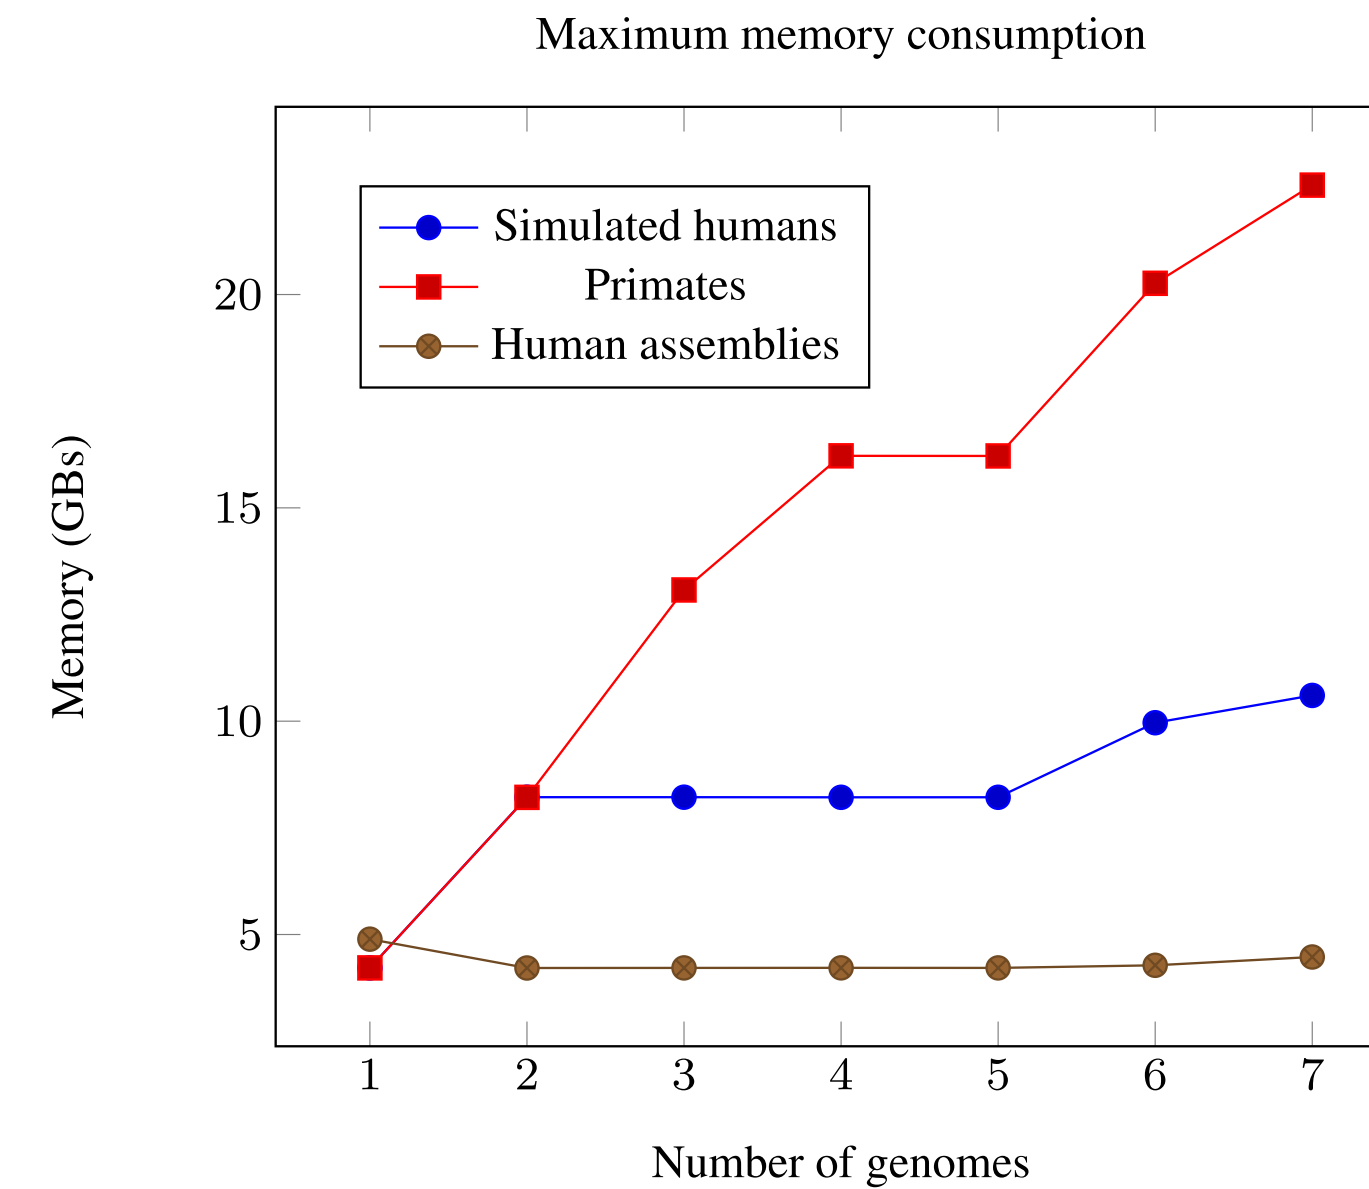 Maximum memory consumption
Simulated humans
Primates
Human assemblies
20
15
10
5
Memory (GBs)
1 2 3 4 5 6 7
Number of genomes